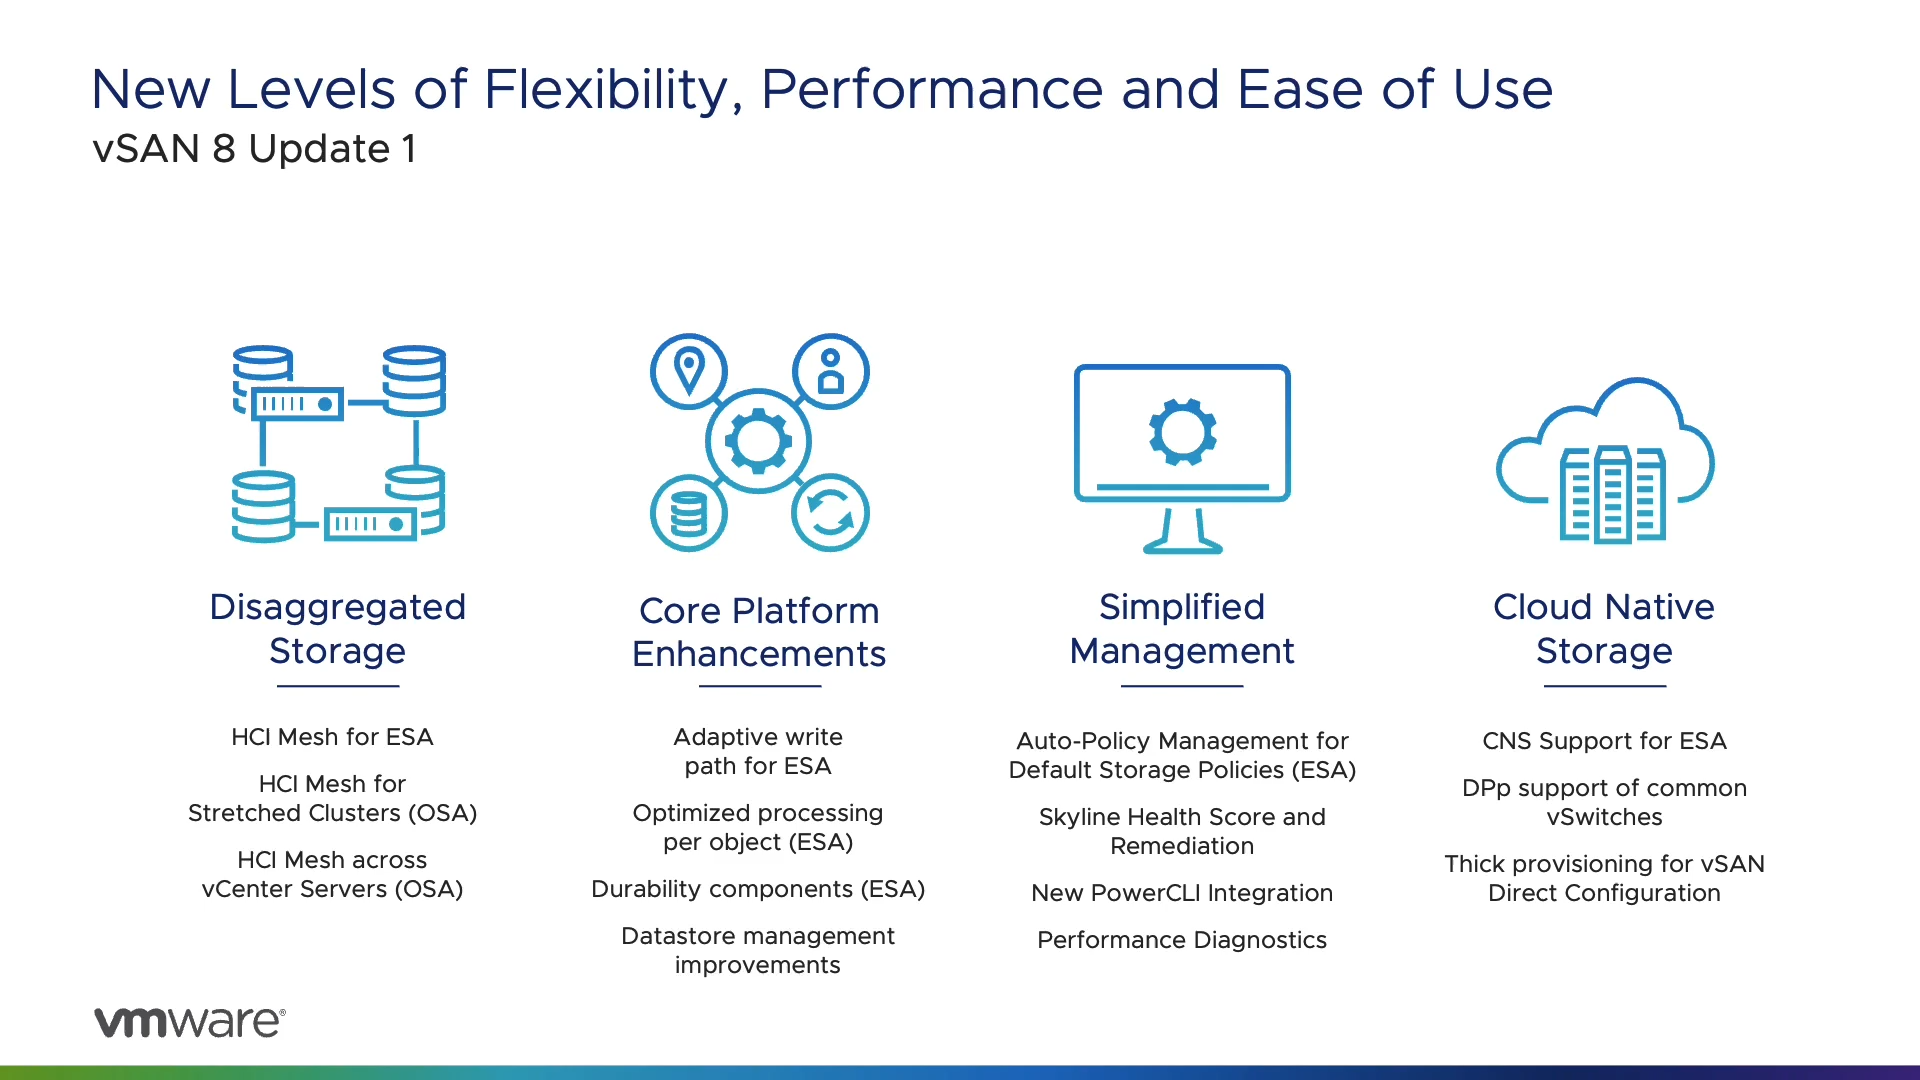 New Levels of Flexibility, Performance and Ease of Use
vSAN 8 Update 1
Disaggregated
Storage
HCI Mesh for ESA
HCI Mesh for
Stretched Clusters (OSA)
HCI Mesh across
vCenter Servers (OSA)
Core Platform
Enhancements
Adaptive write
path for ESA
Optimized processing
per object (ESA)
Durability components (ESA)
Datastore management
improvements
Simplified
Management
Auto-Policy Management for
Default Storage Policies (ESA)
Skyline Health Score and
Remediation
New PowerCLI Integration
Performance Diagnostics
Cloud Native
Storage
CNS Support for ESA
DPp support of common
vSwitches
Thick provisioning for vSAN
Direct Configuration
vmware®